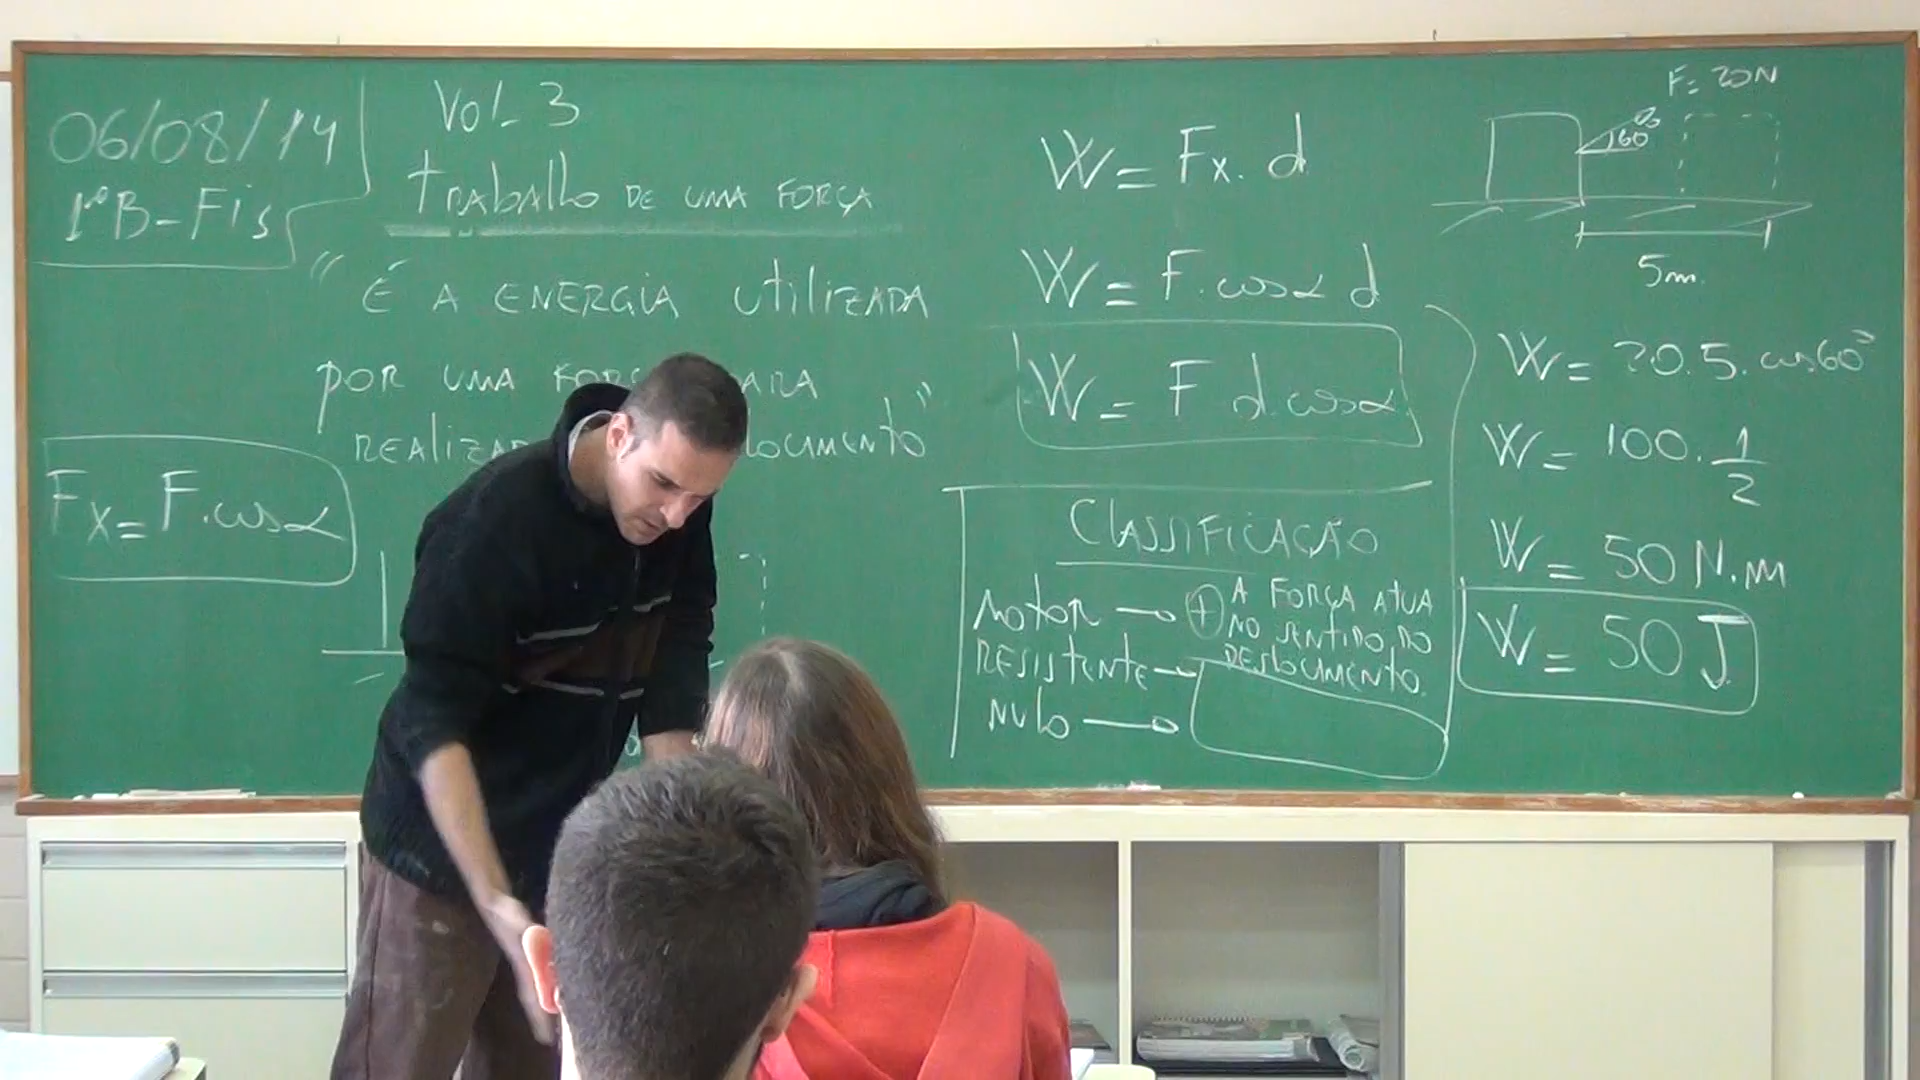 06/08/14
1ºB-Fis
Vol 3
trabalho de uma força
"É a energia utilizada
por uma força para
realiza
Fx = F.cosα
W = Fx. d
W = F.cosα d
W = F d.cosα
Classificação
motor → + A força atua
no sentido do
deslocamento.
resistente →
nulo →
F= 20N
60°
5m
W = 20.5.cos60°
W = 100. 1/2
W = 50 N.m
W = 50 J